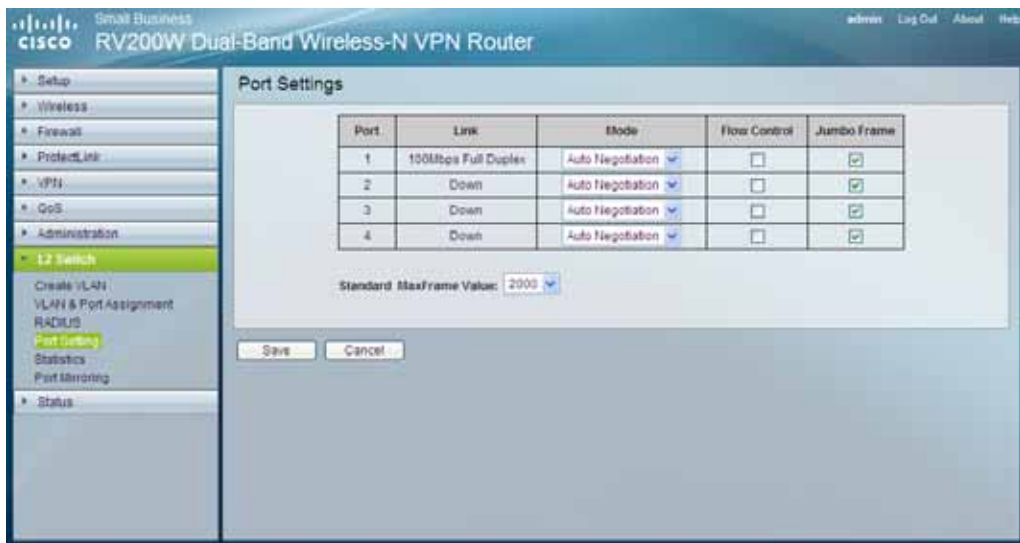 Small Business
cisco RV200W Dual-Band Wireless-N VPN Router
admin Log Out About Help
Setup
Wireless
Firewall
ProtectLink
VPN
QoS
Administration
L2 Switch
Create VLAN
VLAN & Port Assignment
RADIUS
Port Setting
Statistics
Port Mirroring
Status
Port Settings
Port Link Mode Flow Control Jumbo Frame
1 100Mbps Full Duplex Auto Negotiation
2 Down Auto Negotiation
3 Down Auto Negotiation
4 Down Auto Negotiation
Standard MaxFrame Value: 2000
Save Cancel